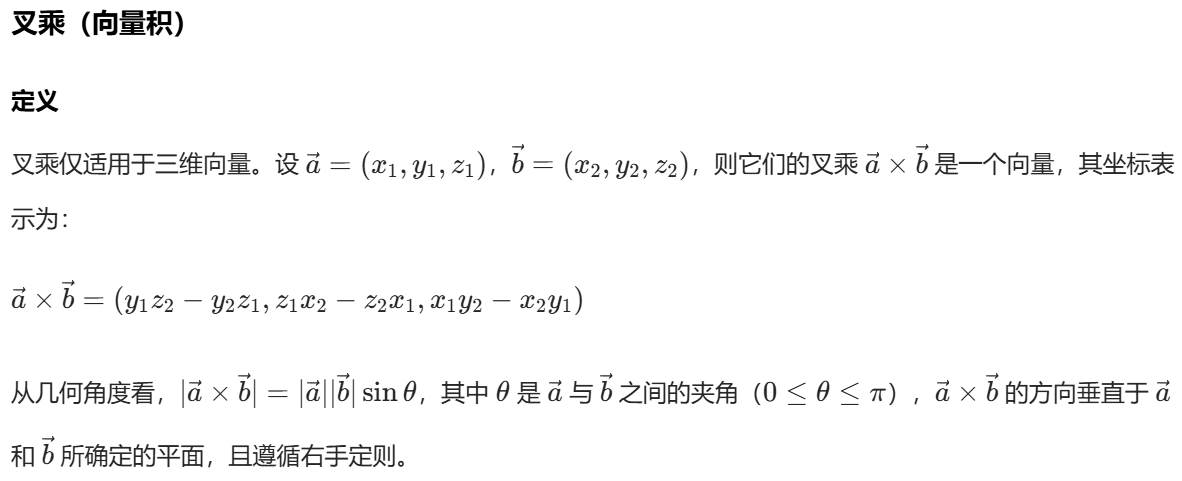 叉乘（向量积）
定义
叉乘仅适用于三维向量。设 $\vec{a} = (x_1, y_1, z_1)$，$\vec{b} = (x_2, y_2, z_2)$，则它们的叉乘 $\vec{a} \times \vec{b}$ 是一个向量，其坐标表
示为：
$\vec{a} \times \vec{b} = (y_1z_2 - y_2z_1, z_1x_2 - z_2x_1, x_1y_2 - x_2y_1)$
从几何角度看，$|\vec{a} \times \vec{b}| = |\vec{a}||\vec{b}| \sin\theta$，其中 $\theta$ 是 $\vec{a}$ 与 $\vec{b}$ 之间的夹角（$0 \leq \theta \leq \pi$），$\vec{a} \times \vec{b}$ 的方向垂直于 $\vec{a}$
和 $\vec{b}$ 所确定的平面，且遵循右手定则。